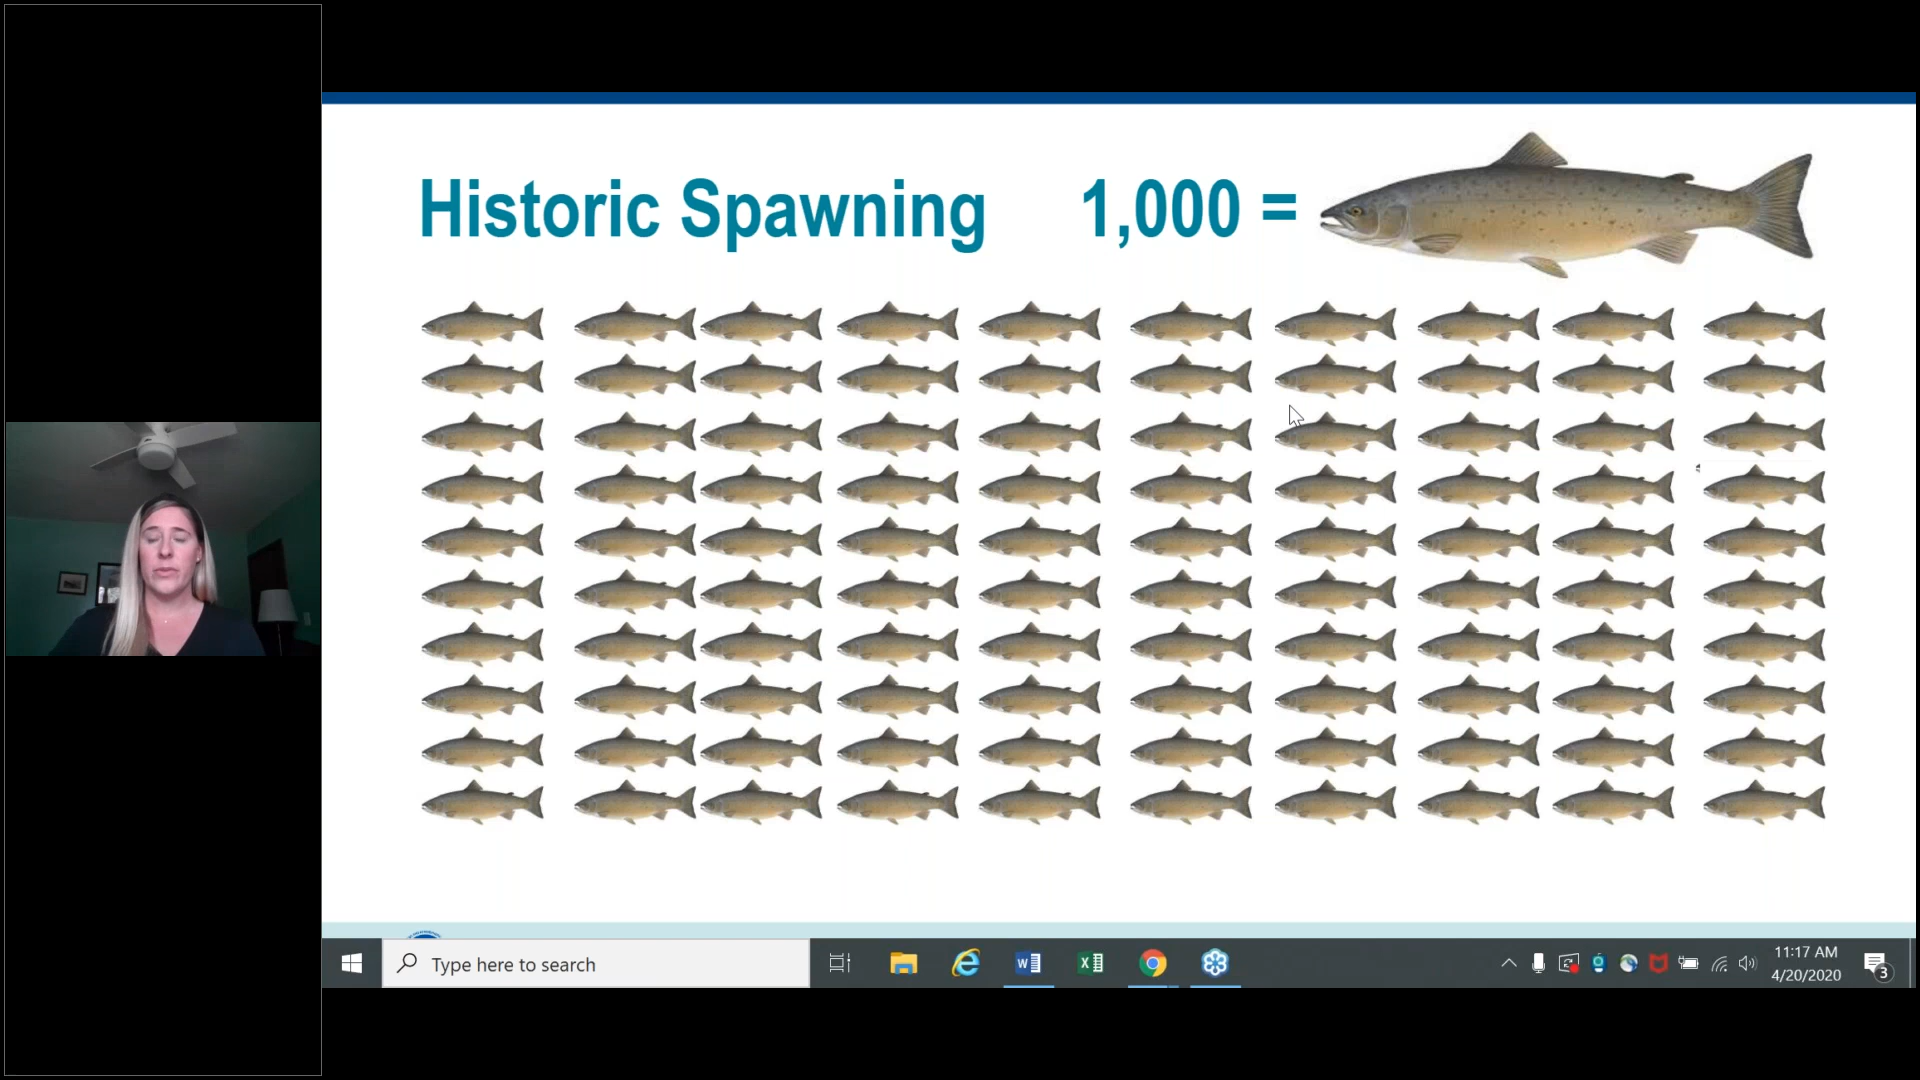 Historic Spawning 1,000 =
Type here to search
11:17 AM
4/20/2020
3